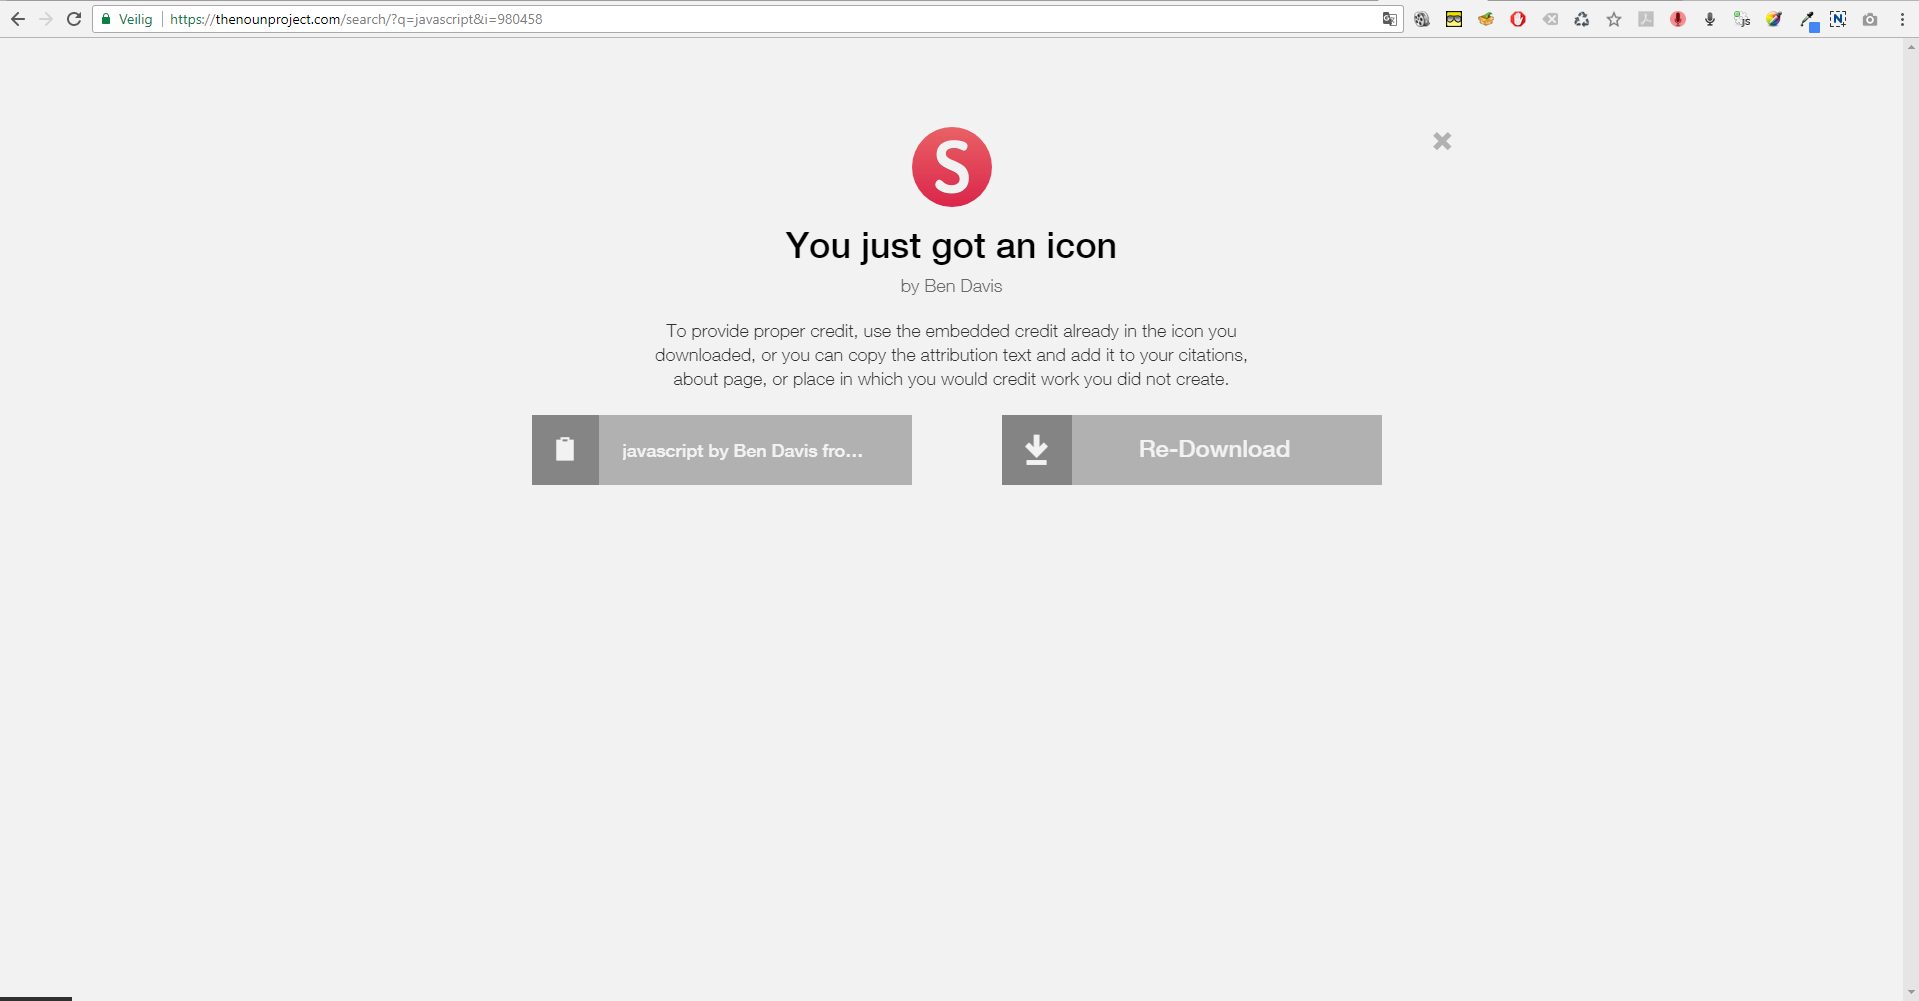 Veilig
https://thenounproject.com/search/?q=javascript&i=980458
S
You just got an icon
by Ben Davis
To provide proper credit, use the embedded credit already in the icon you
downloaded, or you can copy the attribution text and add it to your citations,
about page, or place in which you would credit work you did not create.
javascript by Ben Davis fro...
Re-Download